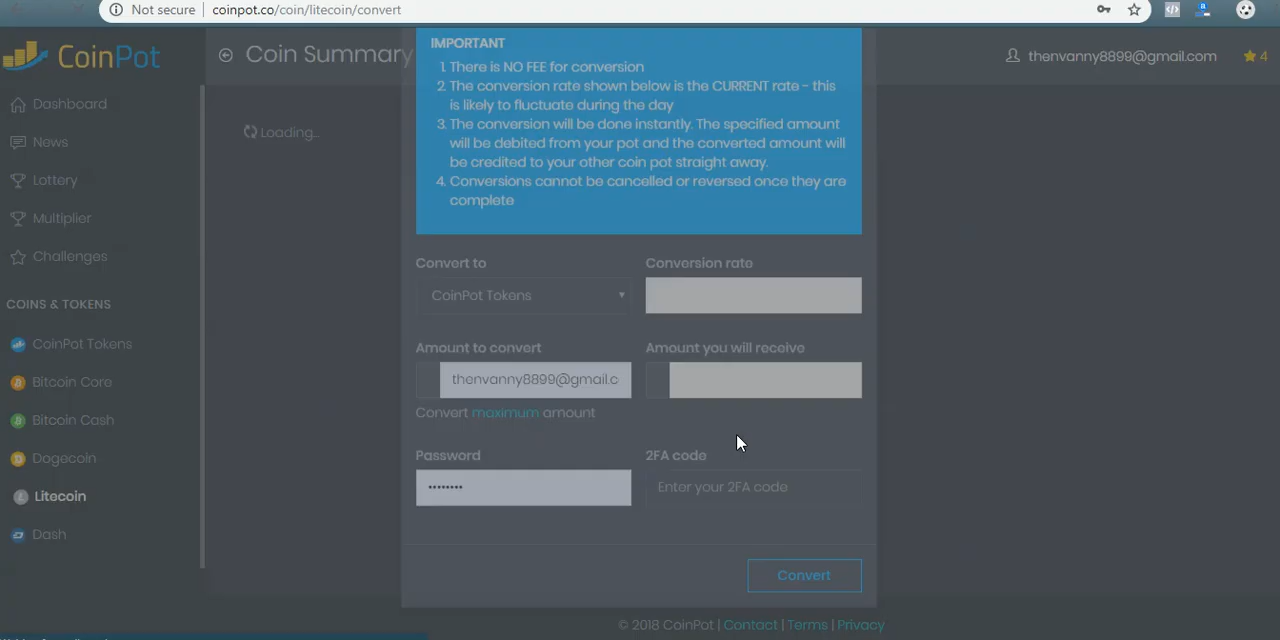 Not secure
coinpot.co/coin/litecoin/convert
CoinPot
Coin Summary
thenvanny8899@gmail.com
4
Dashboard
News
Lottery
Multiplier
Challenges
COINS & TOKENS
CoinPot Tokens
Bitcoin Core
Bitcoin Cash
Dogecoin
Litecoin
Dash
Loading...
IMPORTANT
1. There is NO FEE for conversion
2. The conversion rate shown below is the CURRENT rate - this
is likely to fluctuate during the day
3. The conversion will be done instantly. The specified amount
will be debited from your pot and the converted amount will
be credited to your other coin pot straight away.
4. Conversions cannot be cancelled or reversed once they are
complete
Convert to
Conversion rate
CoinPot Tokens
Amount to convert
Amount you will receive
thenvanny8899@gmail.c
Convert maximum amount
Password
2FA code
••••••••
Enter your 2FA code
Convert
© 2018 CoinPot | Contact | Terms | Privacy